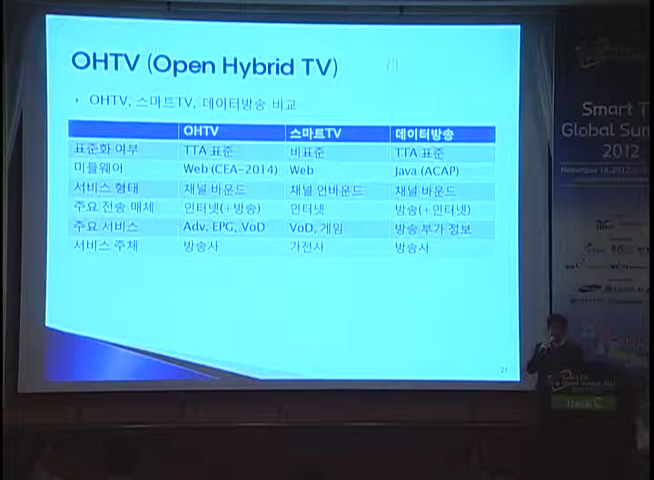 OHTV (Open Hybrid TV)
OHTV, 스마트TV, 데이터방송 비교
OHTV 스마트TV 데이터방송
표준화 여부 TTA 표준 비표준 TTA 표준
미들웨어 Web (CEA-2014) Web Java (ACAP)
서비스 형태 채널 바운드 채널 언바운드 채널 바운드
주요 전송 매체 인터넷(+방송) 인터넷 방송(+인터넷)
주요 서비스 Adv. EPG, VoD VoD, 게임 방송 부가 정보
서비스 주체 방송사 가전사 방송사
21
Smart T
Global Sum
2012
November 16, 2012
Track C